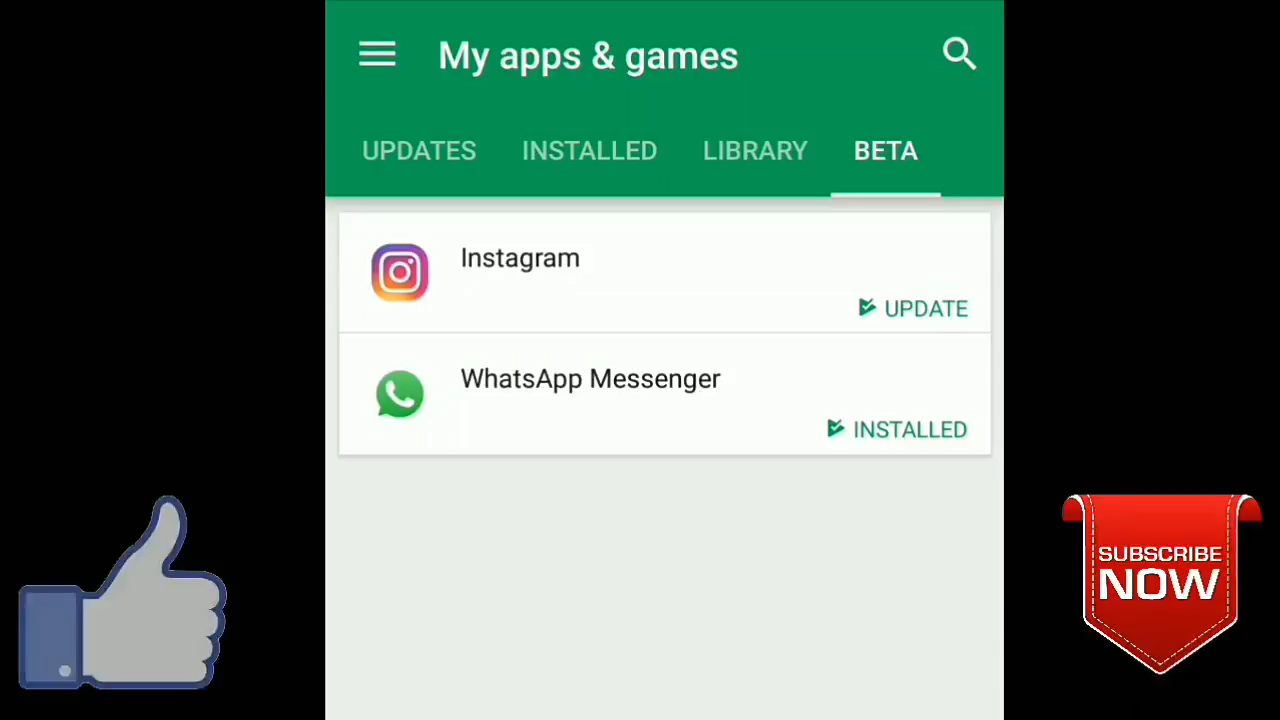 My apps & games
UPDATES INSTALLED LIBRARY BETA
Instagram
UPDATE
WhatsApp Messenger
INSTALLED
SUBSCRIBE
NOW